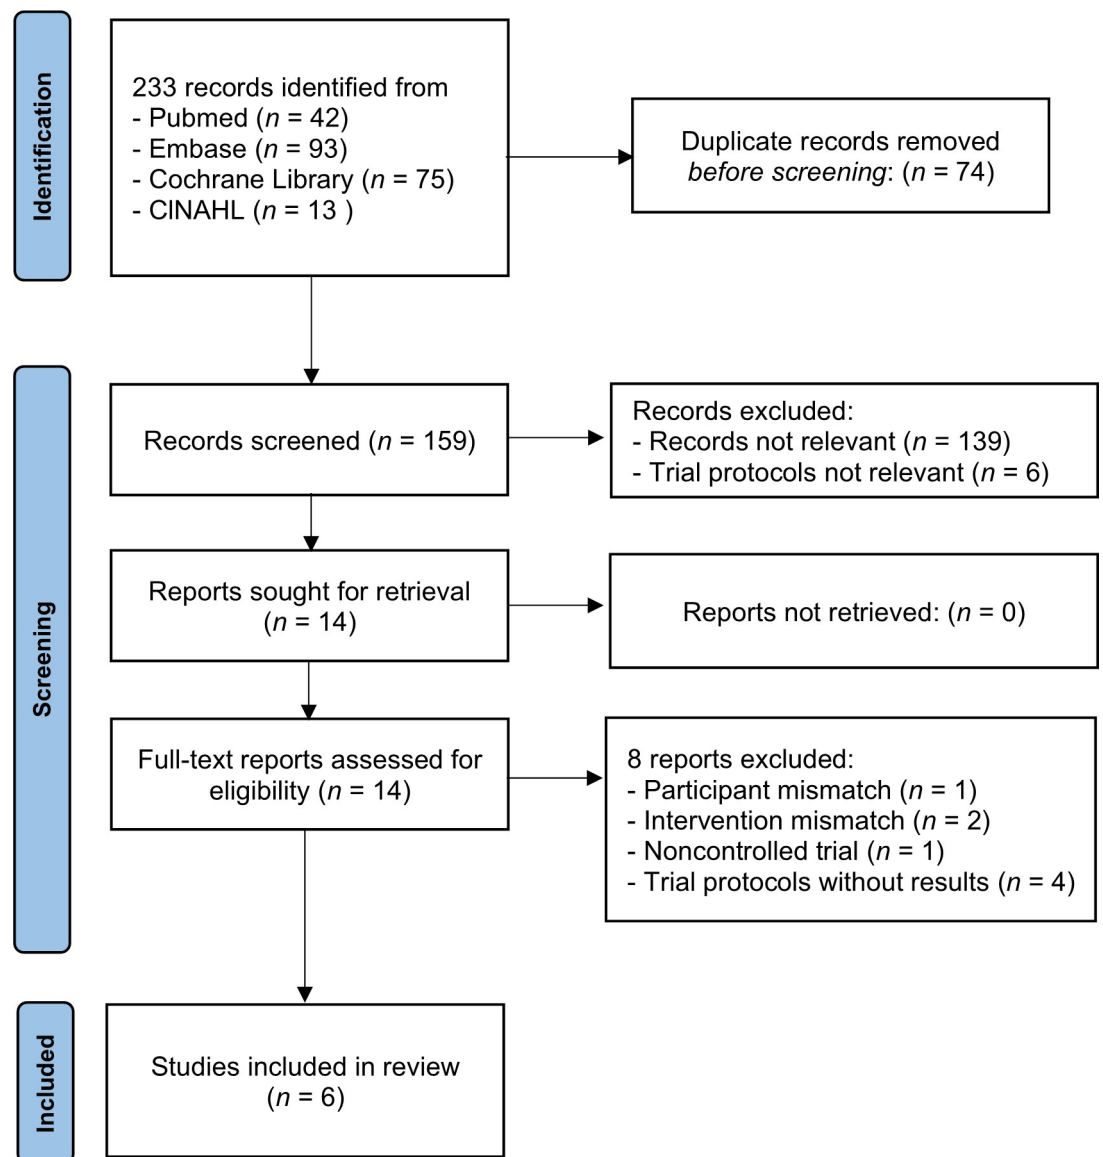 Identification
233 records identified from
- Pubmed (n = 42)
- Embase (n = 93)
- Cochrane Library (n = 75)
- CINAHL (n = 13 )
Duplicate records removed
before screening: (n = 74)
Screening
Records screened (n = 159)
Records excluded:
- Records not relevant (n = 139)
- Trial protocols not relevant (n = 6)
Reports sought for retrieval
(n = 14)
Reports not retrieved: (n = 0)
Full-text reports assessed for
eligibility (n = 14)
8 reports excluded:
- Participant mismatch (n = 1)
- Intervention mismatch (n = 2)
- Noncontrolled trial (n = 1)
- Trial protocols without results (n = 4)
Included
Studies included in review
(n = 6)